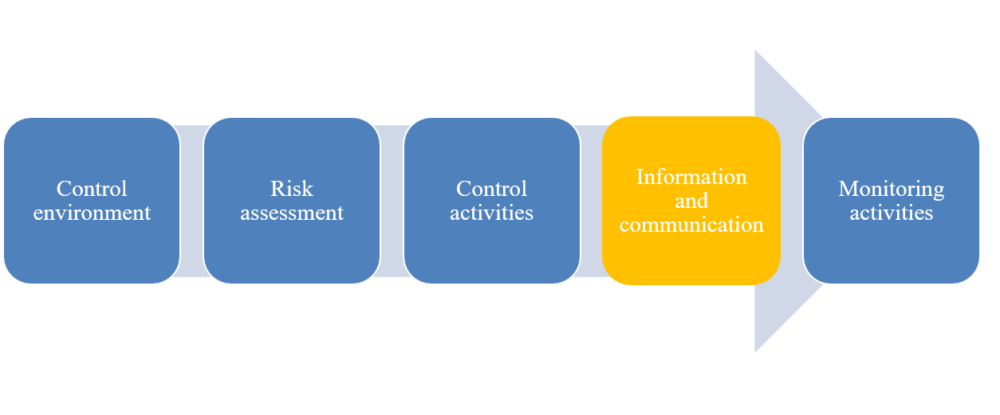 Control
environment
Risk
assessment
Control
activities
Information
and
communication
Monitoring
activities